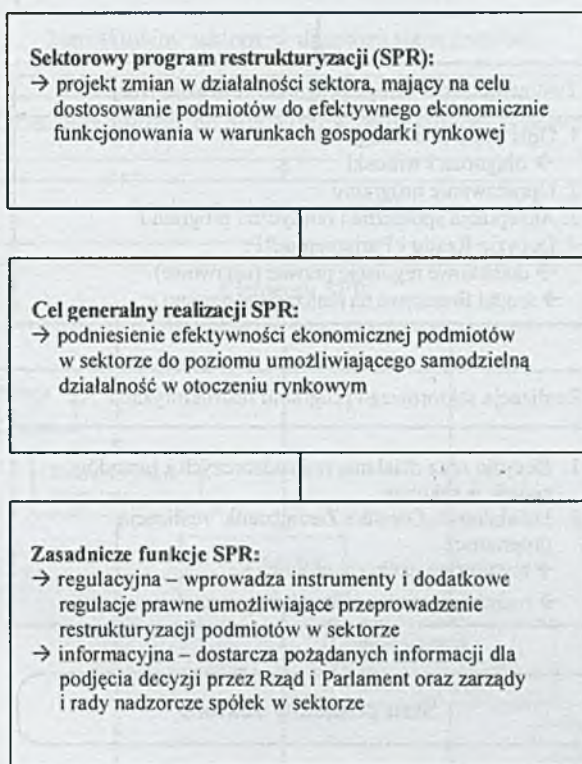 Sektorowy program restrukturyzacji (SPR):
→ projekt zmian w działalności sektora, mający na celu
dostosowanie podmiotów do efektywnego ekonomicznie
funkcjonowania w warunkach gospodarki rynkowej
Cel generalny realizacji SPR:
→ podniesienie efektywności ekonomicznej podmiotów
w sektorze do poziomu umożliwiającego samodzielną
działalność w otoczeniu rynkowym
Zasadnicze funkcje SPR:
→ regulacyjna – wprowadza instrumenty i dodatkowe
regulacje prawne umożliwiające przeprowadzenie
restrukturyzacji podmiotów w sektorze
→ informacyjna – dostarcza pożądanych informacji dla
podjęcia decyzji przez Rząd i Parlament oraz zarządy
i rady nadzorcze spółek w sektorze